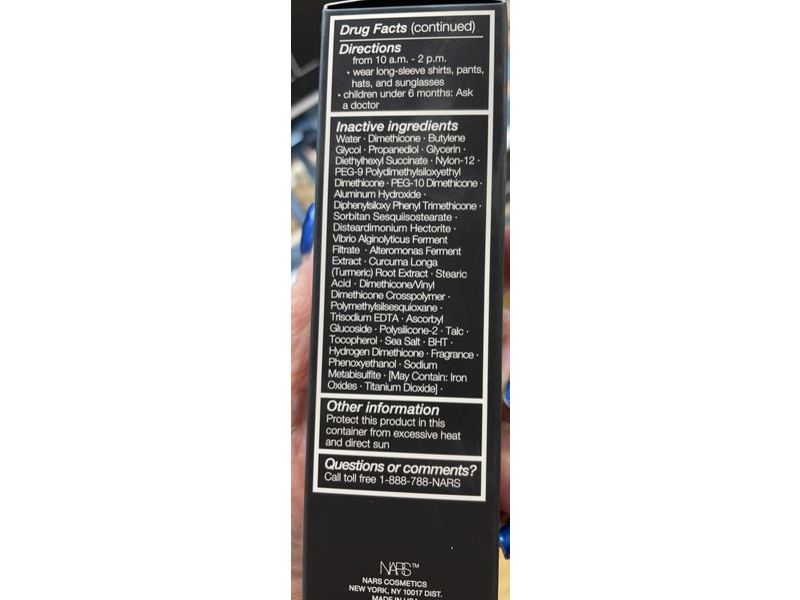 Drug Facts (continued)
Directions
from 10 a.m. - 2 p.m.
• wear long-sleeve shirts, pants,
hats, and sunglasses
• children under 6 months: Ask
a doctor
Inactive ingredients
Water · Dimethicone · Butylene
Glycol · Propanediol · Glycerin ·
Diethylhexyl Succinate · Nylon-12 ·
PEG-9 Polydimethylsiloxyethyl
Dimethicone · PEG-10 Dimethicone ·
Aluminum Hydroxide ·
Diphenylsiloxy Phenyl Trimethicone ·
Sorbitan Sesquiisostearate ·
Disteardimonium Hectorite ·
Vibrio Alginolyticus Ferment
Filtrate · Alteromonas Ferment
Extract · Curcuma Longa
(Turmeric) Root Extract · Stearic
Acid · Dimethicone/Vinyl
Dimethicone Crosspolymer ·
Polymethylsilsesquioxane ·
Trisodium EDTA · Ascorbyl
Glucoside · Polysilicone-2 · Talc ·
Tocopherol · Sea Salt · BHT ·
Hydrogen Dimethicone · Fragrance ·
Phenoxyethanol · Sodium
Metabisulfite · [May Contain: Iron
Oxides · Titanium Dioxide] ·
Other information
Protect this product in this
container from excessive heat
and direct sun
Questions or comments?
Call toll free 1-888-788-NARS
NARS™
NARS COSMETICS
NEW YORK, NY 10017 DIST.
MADE IN USA